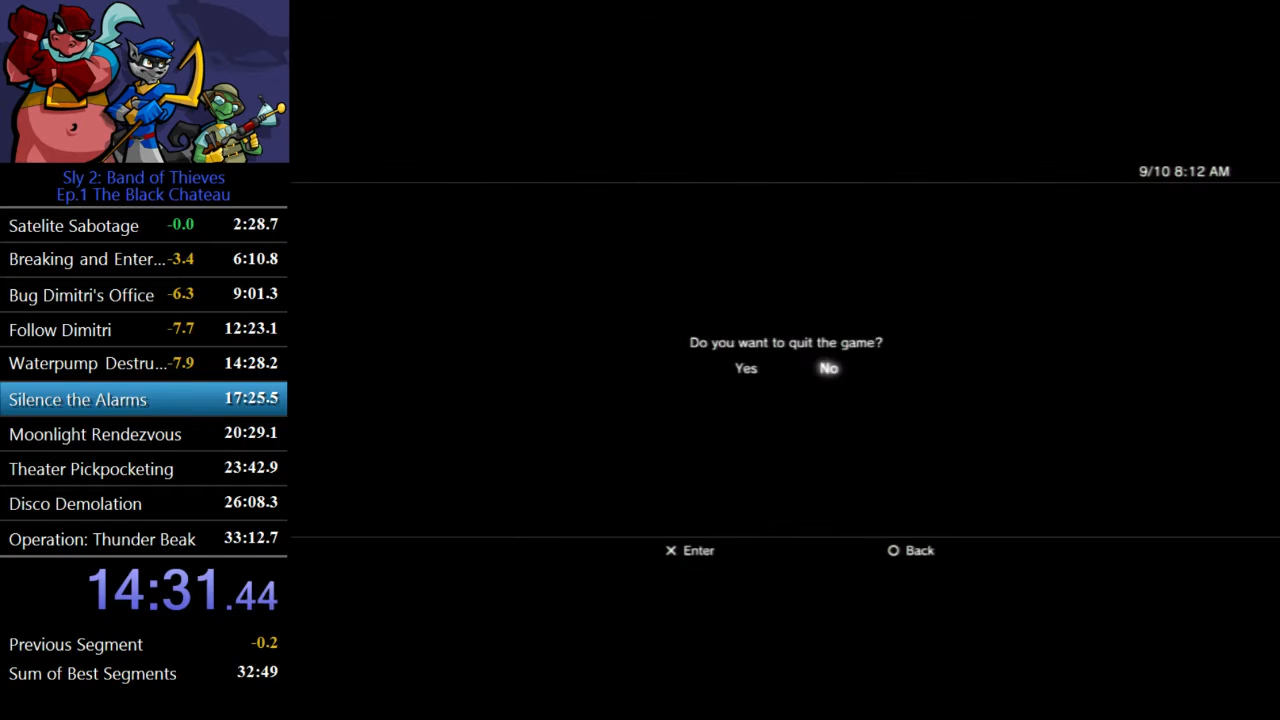 Sly 2: Band of Thieves
Ep.1 The Black Chateau
Satelite Sabotage -0.0 2:28.7
Breaking and Enter... -3.4 6:10.8
Bug Dimitri's Office -6.3 9:01.3
Follow Dimitri -7.7 12:23.1
Waterpump Destru... -7.9 14:28.2
Silence the Alarms 17:25.5
Moonlight Rendezvous 20:29.1
Theater Pickpocketing 23:42.9
Disco Demolation 26:08.3
Operation: Thunder Beak 33:12.7
14:31.44
Previous Segment -0.2
Sum of Best Segments 32:49
9/10 8:12 AM
Do you want to quit the game?
Yes No
X Enter O Back